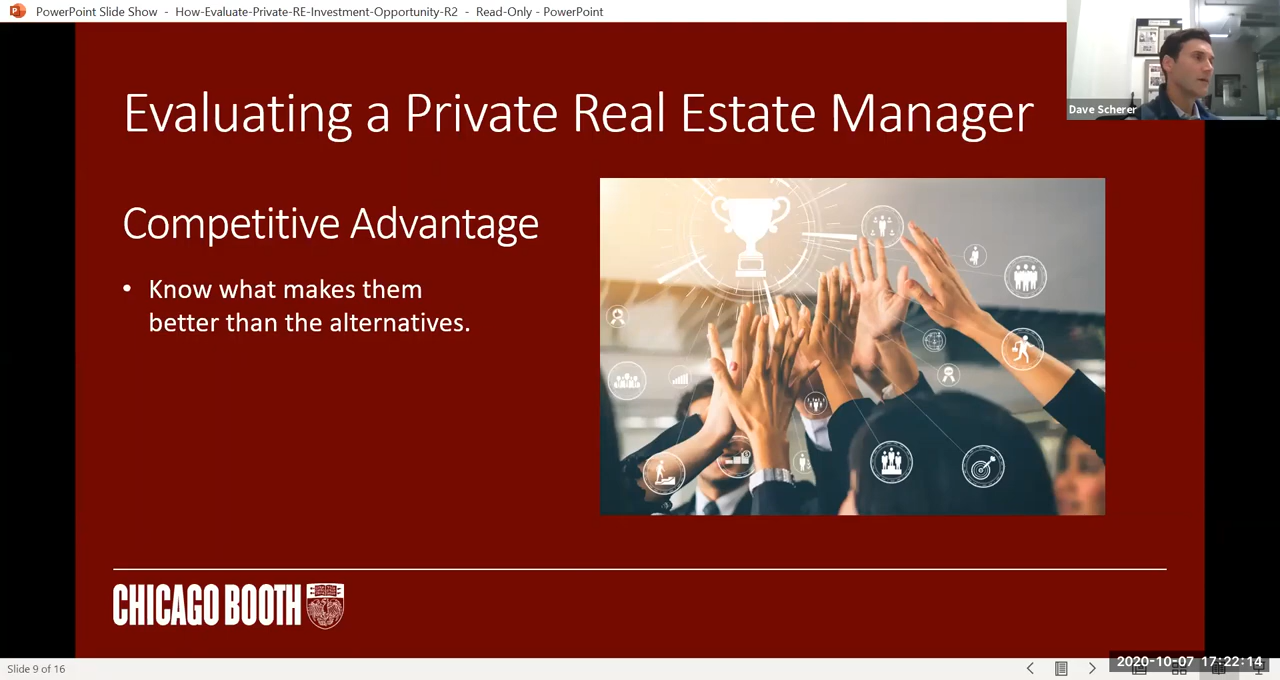 PowerPoint Slide Show - How-Evaluate-Private-RE-Investment-Opportunity-R2 - Read-Only - PowerPoint
Dave Scherer
Evaluating a Private Real Estate Manager
Competitive Advantage
• Know what makes them
better than the alternatives.
CHICAGO BOOTH
Slide 9 of 16
2020-10-07 17:22:14